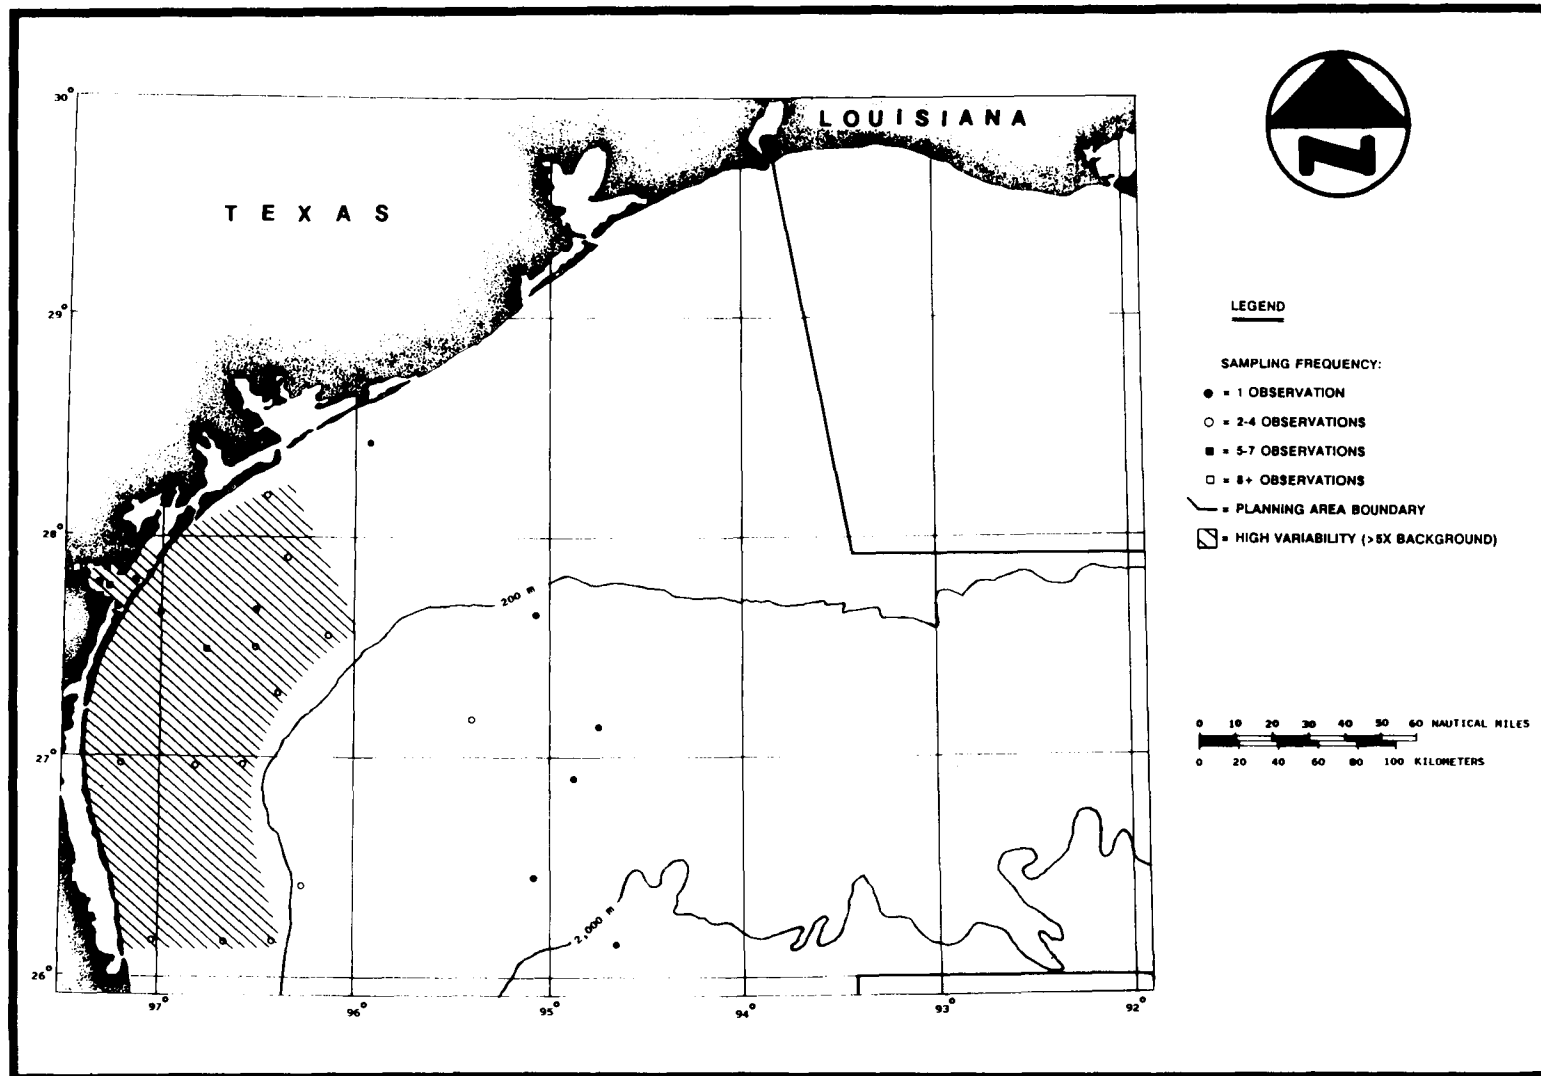 30°
LOUISIANA
TEXAS
29°
28°
27°
26°
200 m
2,000 m
97°
96°
95°
94°
93°
92°
N
LEGEND
SAMPLING FREQUENCY:
● = 1 OBSERVATION
○ = 2-4 OBSERVATIONS
■ = 5-7 OBSERVATIONS
□ = 8+ OBSERVATIONS
= PLANNING AREA BOUNDARY
= HIGH VARIABILITY (>5X BACKGROUND)
0 10 20 30 40 50 60 NAUTICAL MILES
0 20 40 60 80 100 KILOMETERS